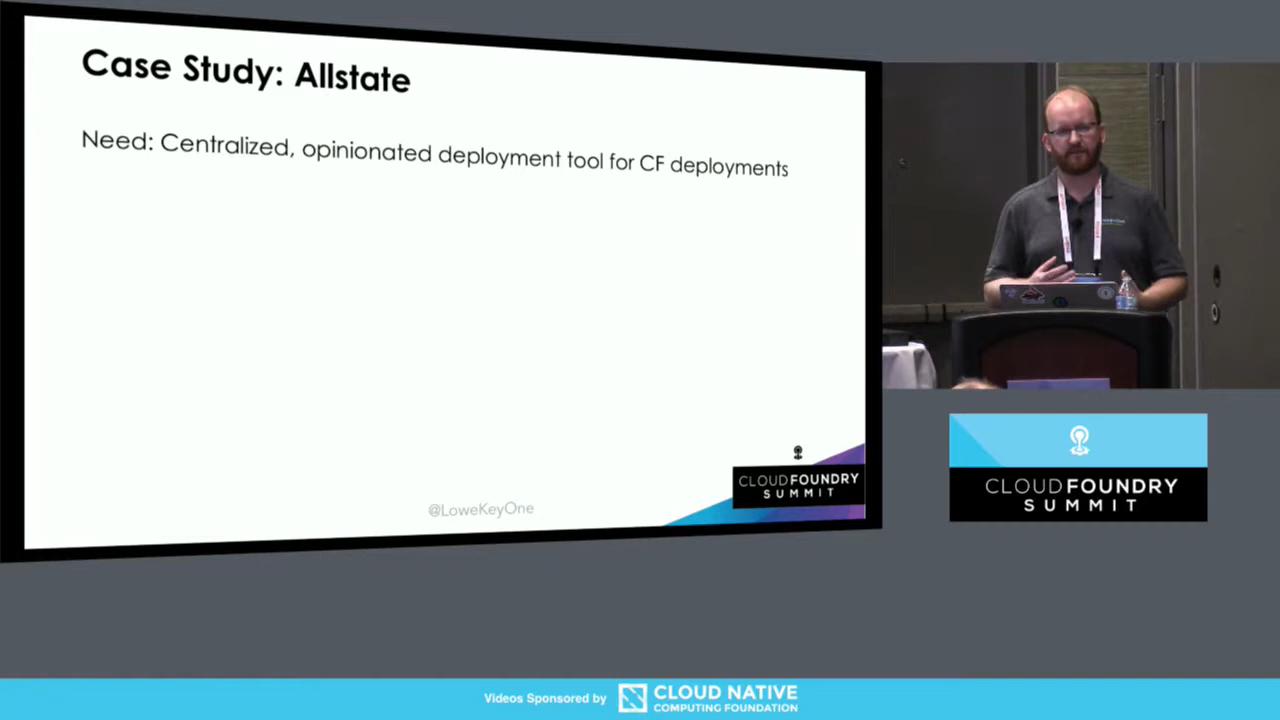 Case Study: Allstate
Need: Centralized, opinionated deployment tool for CF deployments
@LoweKeyOne
CLOUDFOUNDRY
SUMMIT
CLOUDFOUNDRY
SUMMIT
Videos Sponsored by
CLOUD NATIVE
COMPUTING FOUNDATION